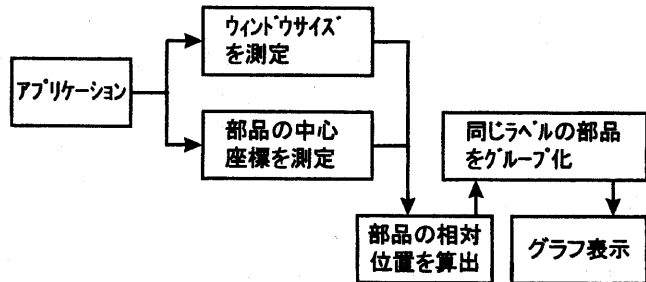 ｳｨﾝﾄﾞｳｻｲｽﾞ
を測定
ｱﾌﾟﾘｹｰｼｮﾝ
部品の中心
座標を測定
同じﾗﾍﾞﾙの部品
をｸﾞﾙｰﾌﾟ化
部品の相対
位置を算出
グラフ表示